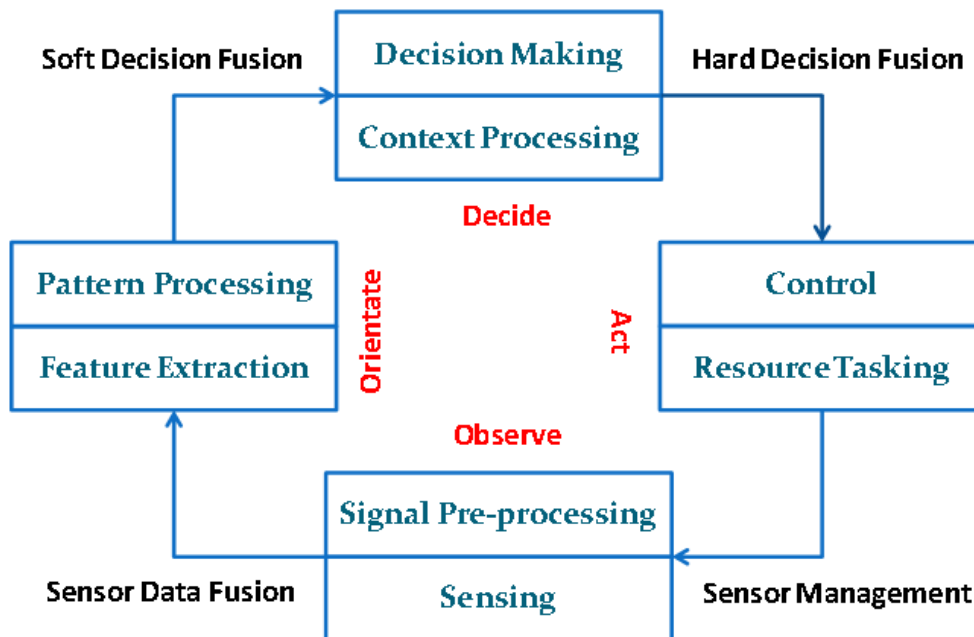 Soft Decision Fusion
Decision Making
Hard Decision Fusion
Context Processing
Decide
Pattern Processing
Orientate
Act
Control
Feature Extraction
Resource Tasking
Observe
Signal Pre-processing
Sensor Data Fusion
Sensing
Sensor Management